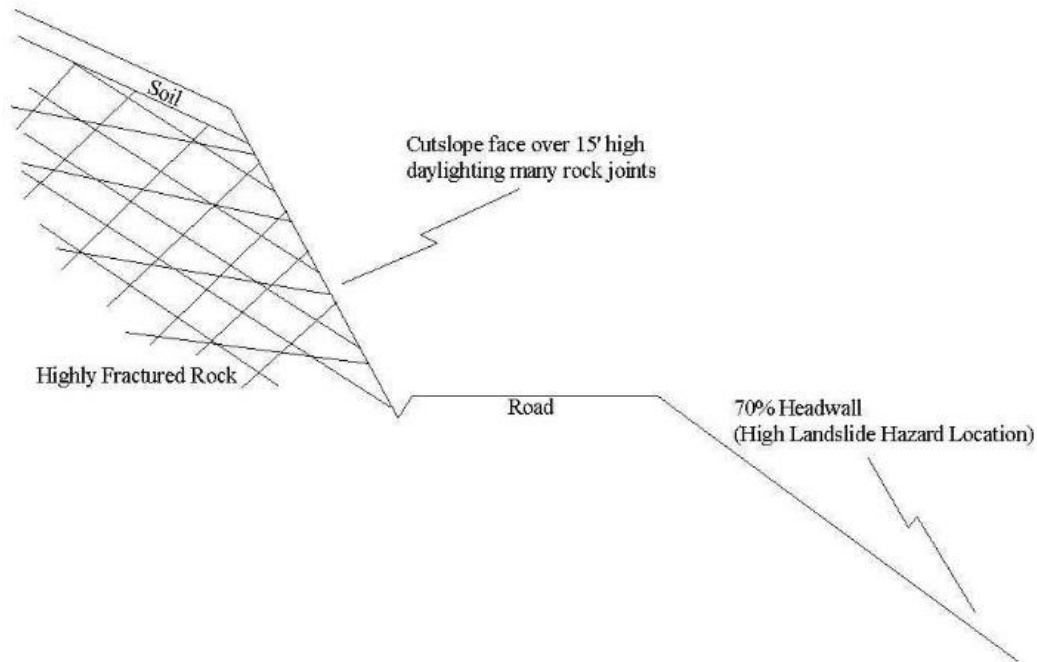 Soil
Cutslope face over 15' high
daylighting many rock joints
Highly Fractured Rock
Road
70% Headwall
(High Landslide Hazard Location)